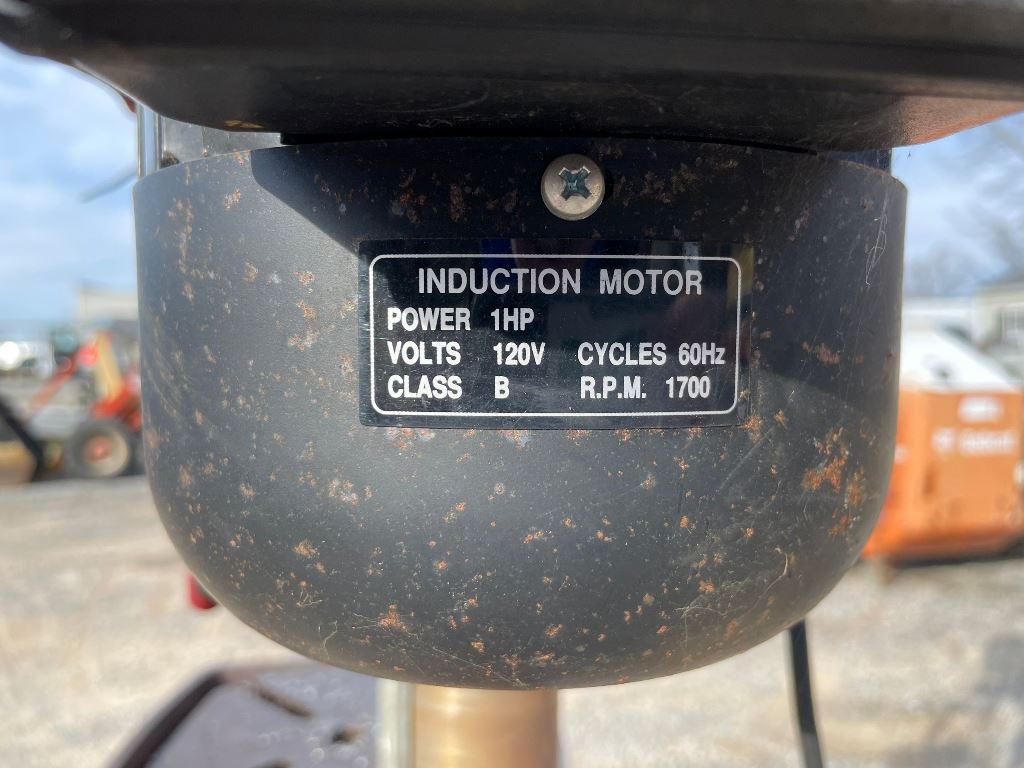 INDUCTION MOTOR
POWER 1HP
VOLTS 120V CYCLES 60Hz
CLASS B R.P.M. 1700